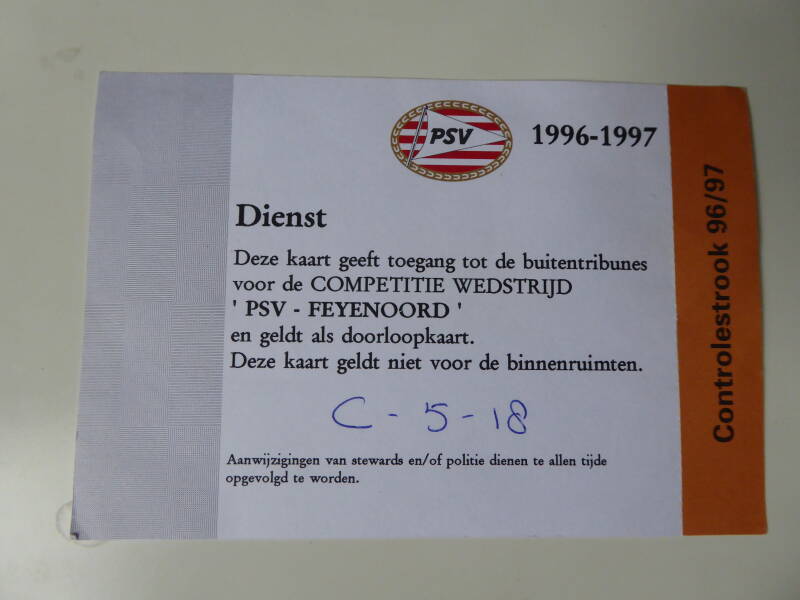 PSV
1996-1997
Dienst
Deze kaart geeft toegang tot de buitentribunes
voor de COMPETITIE WEDSTRIJD
' PSV - FEYENOORD '
en geldt als doorloopkaart.
Deze kaart geldt niet voor de binnenruimten.
C - 5 - 18
Aanwijzigingen van stewards en/of politie dienen te allen tijde
opgevolgd te worden.
Controlestrook 96/97